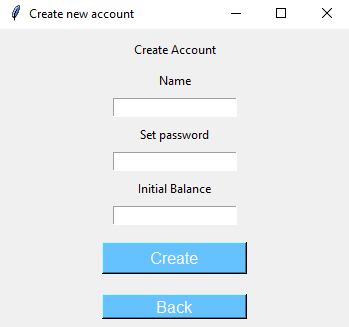 Create new account
Create Account
Name
Set password
Initial Balance
Create
Back